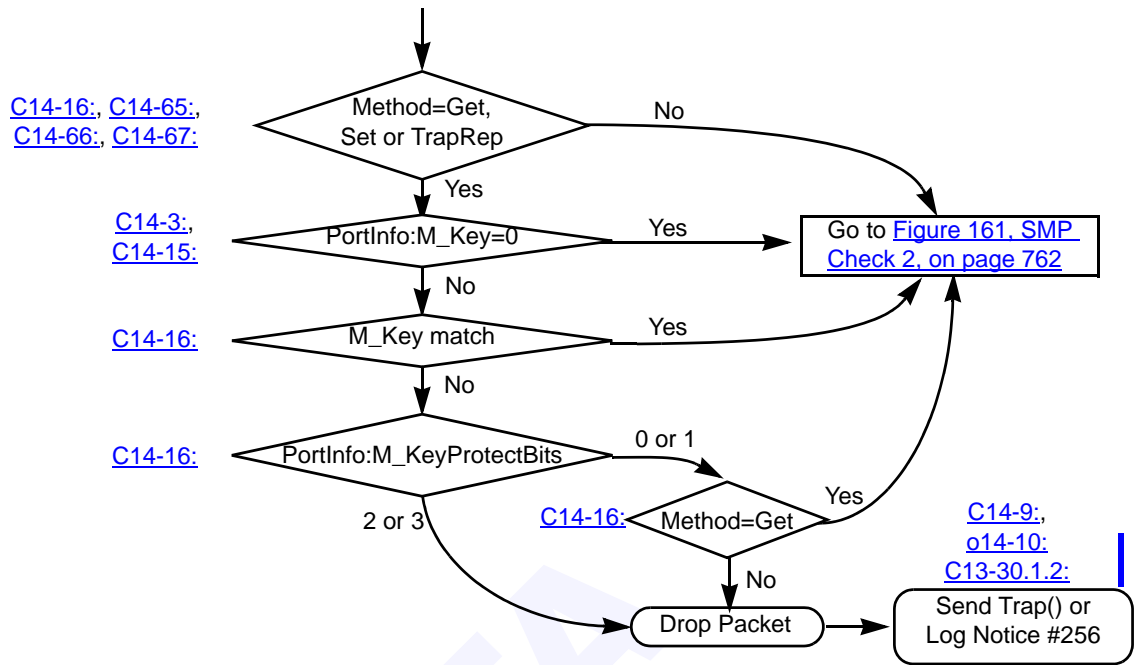 C14-16:, C14-65:,
C14-66:, C14-67:
Method=Get,
Set or TrapRep
No
Yes
C14-3:,
C14-15:
PortInfo:M_Key=0
Yes
Go to Figure 161, SMP
Check 2, on page 762
No
C14-16:
M_Key match
Yes
No
C14-16:
PortInfo:M_KeyProtectBits
0 or 1
2 or 3
C14-16:
Method=Get
Yes
No
C14-9:,
o14-10:
C13-30.1.2:
Drop Packet
Send Trap() or
Log Notice #256